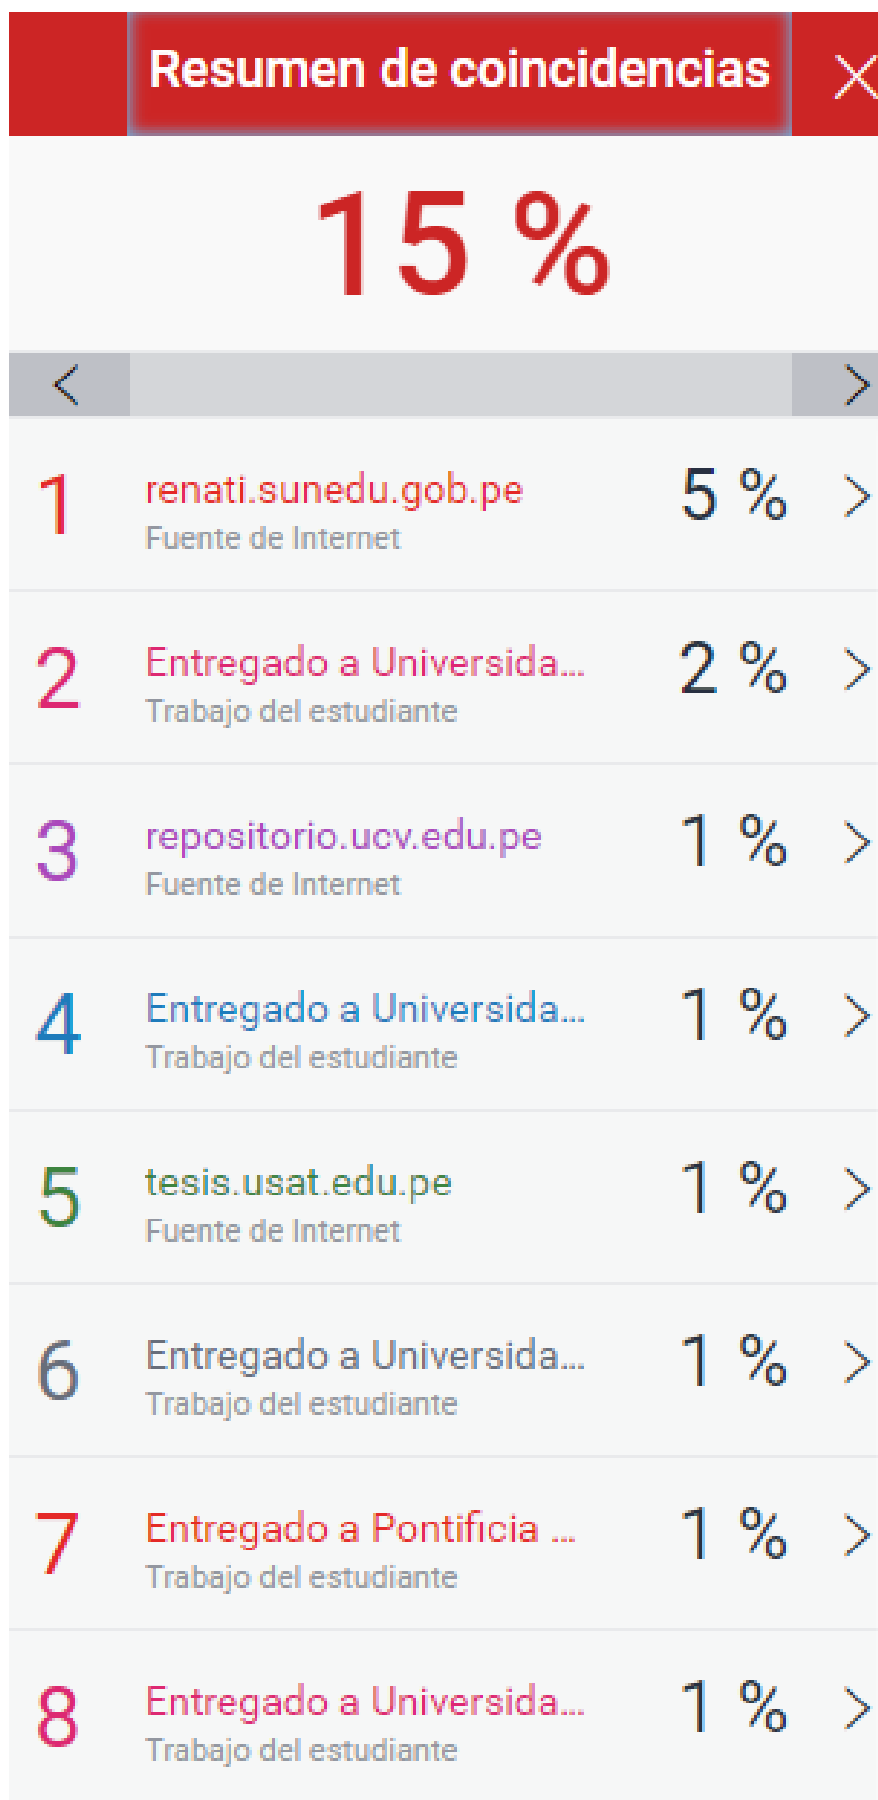 Resumen de coincidencias
15 %
1 renati.sunedu.gob.pe 5 %
Fuente de Internet
2 Entregado a Universida... 2 %
Trabajo del estudiante
3 repositorio.ucv.edu.pe 1 %
Fuente de Internet
4 Entregado a Universida... 1 %
Trabajo del estudiante
5 tesis.usat.edu.pe 1 %
Fuente de Internet
6 Entregado a Universida... 1 %
Trabajo del estudiante
7 Entregado a Pontificia ... 1 %
Trabajo del estudiante
8 Entregado a Universida... 1 %
Trabajo del estudiante